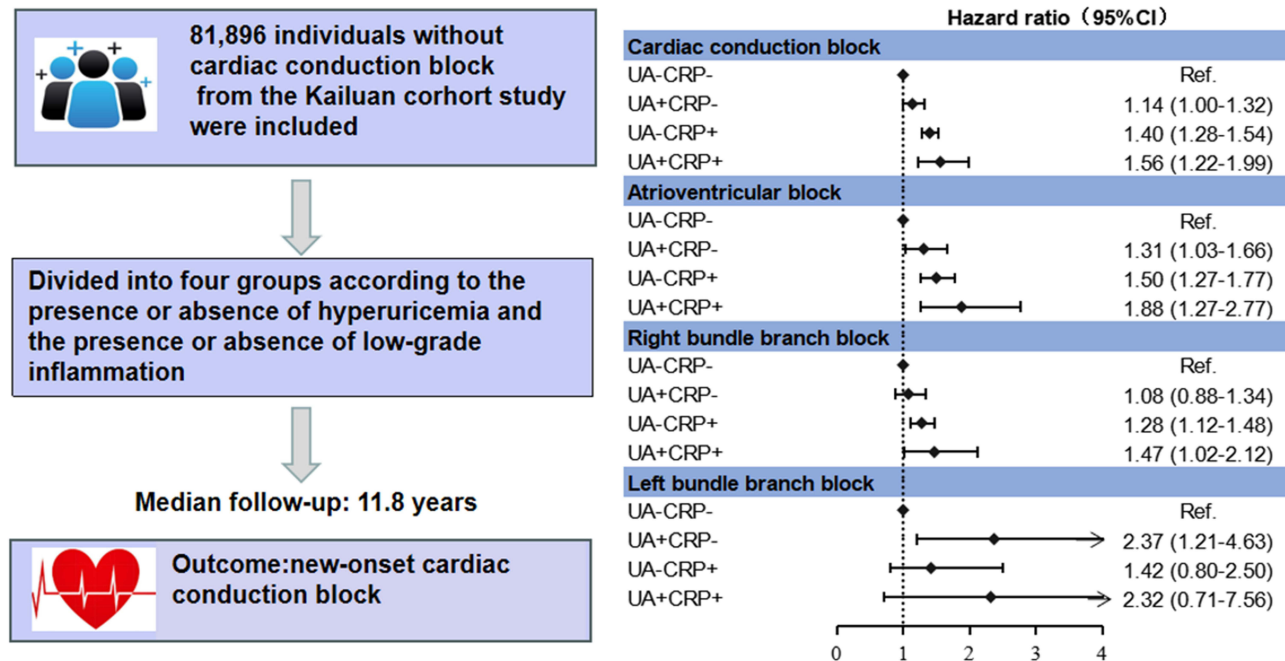 81,896 individuals without
cardiac conduction block
from the Kailuan corhort study
were included
Divided into four groups according to the
presence or absence of hyperuricemia and
the presence or absence of low-grade
inflammation
Median follow-up: 11.8 years
Outcome:new-onset cardiac
conduction block
Hazard ratio（95%CI）
Cardiac conduction block
UA-CRP- Ref.
UA+CRP- 1.14 (1.00-1.32)
UA-CRP+ 1.40 (1.28-1.54)
UA+CRP+ 1.56 (1.22-1.99)
Atrioventricular block
UA-CRP- Ref.
UA+CRP- 1.31 (1.03-1.66)
UA-CRP+ 1.50 (1.27-1.77)
UA+CRP+ 1.88 (1.27-2.77)
Right bundle branch block
UA-CRP- Ref.
UA+CRP- 1.08 (0.88-1.34)
UA-CRP+ 1.28 (1.12-1.48)
UA+CRP+ 1.47 (1.02-2.12)
Left bundle branch block
UA-CRP- Ref.
UA+CRP- 2.37 (1.21-4.63)
UA-CRP+ 1.42 (0.80-2.50)
UA+CRP+ 2.32 (0.71-7.56)
0 1 2 3 4